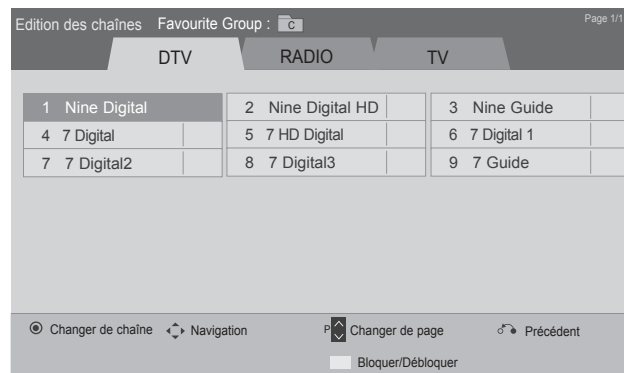 Edition des chaînes Favourite Group : C Page 1/1
DTV RADIO TV
1 Nine Digital 2 Nine Digital HD 3 Nine Guide
4 7 Digital 5 7 HD Digital 6 7 Digital 1
7 7 Digital2 8 7 Digital3 9 7 Guide
Changer de chaîne Navigation P Changer de page Précédent
Bloquer/Débloquer